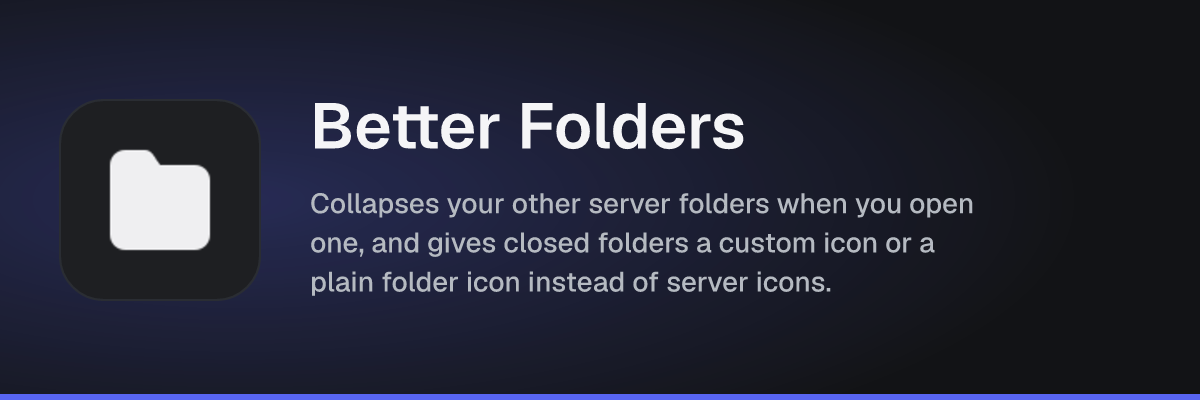 Better Folders
Collapses your other server folders when you open
one, and gives closed folders a custom icon or a
plain folder icon instead of server icons.